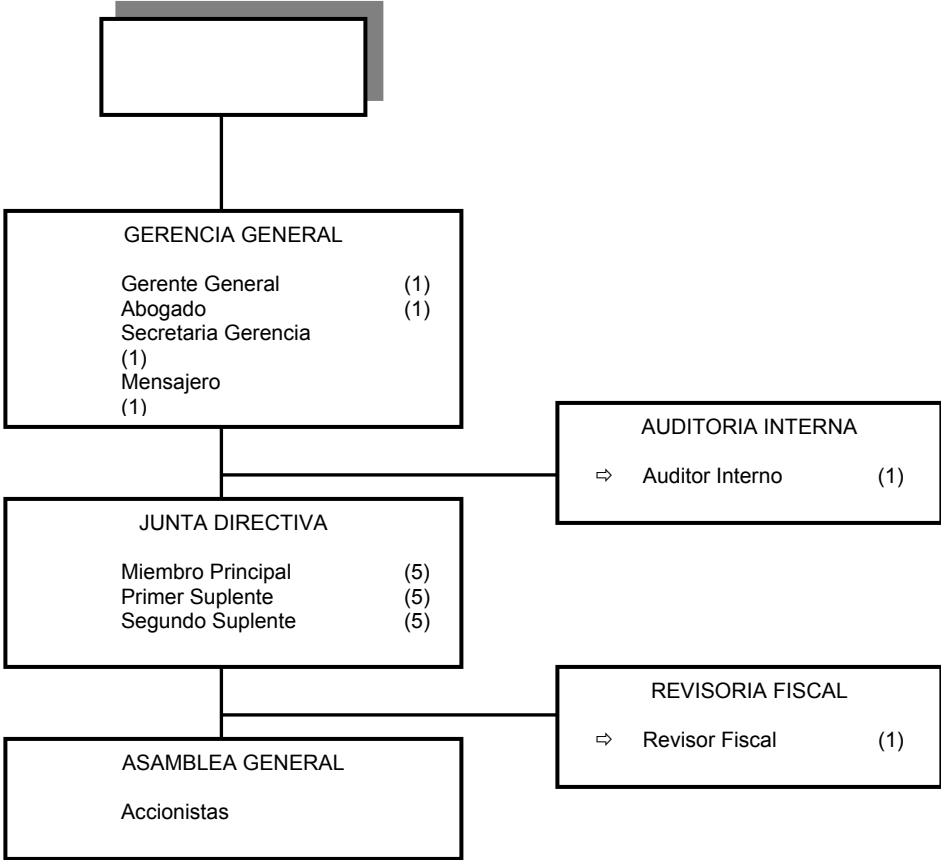 GERENCIA GENERAL
Gerente General (1)
Abogado (1)
Secretaria Gerencia
(1)
Mensajero
(1)
AUDITORIA INTERNA
⇨ Auditor Interno (1)
JUNTA DIRECTIVA
Miembro Principal (5)
Primer Suplente (5)
Segundo Suplente (5)
REVISORIA FISCAL
⇨ Revisor Fiscal (1)
ASAMBLEA GENERAL
Accionistas